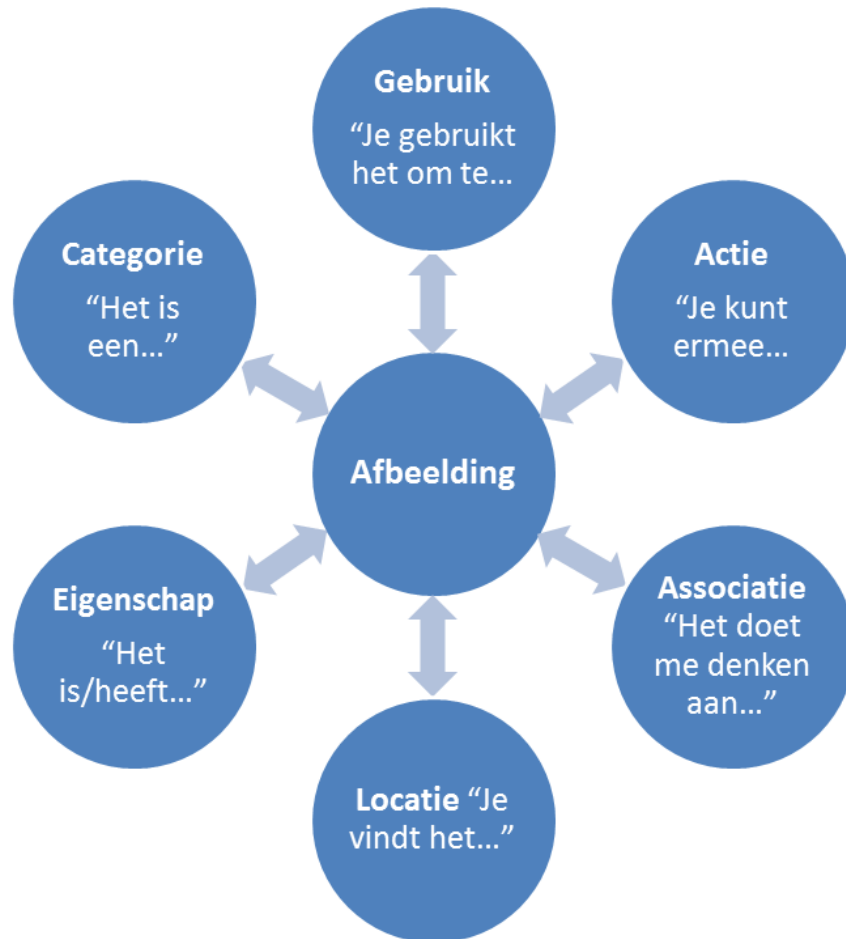 Gebruik
“Je gebruikt
het om te…
Categorie
“Het is
een…”
Actie
“Je kunt
ermee…
Afbeelding
Eigenschap
“Het
is/heeft…”
Associatie
“Het doet
me denken
aan…”
Locatie “Je
vindt het…”